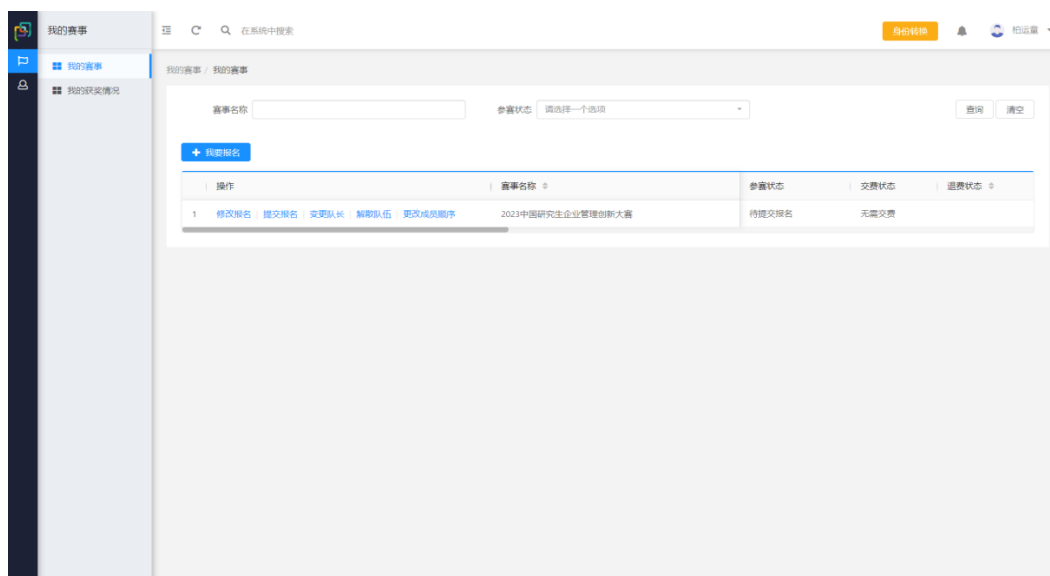 我的赛事
在系统中搜索
身份转换
柏运童
我的赛事
我的获奖情况
我的赛事 / 我的赛事
赛事名称
参赛状态 请选择一个选项
查询 清空
+ 我要报名
操作 赛事名称 参赛状态 交费状态 退费状态
1 修改报名 提交报名 变更队长 解散队伍 更改成员顺序 2023中国研究生企业管理创新大赛 待提交报名 无需交费